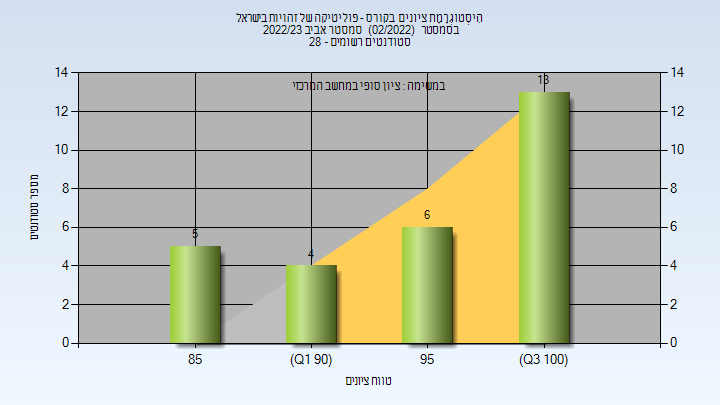 היסטוגרמת ציונים בקורס - פוליטיקה של זהויות בישראל
בסמסטר (02/2022) סמסטר אביב 2022/23
סטודנטים רשומים - 28
במשימה : ציון סופי במחשב המרכזי
14 14
13
12 12
10 10
8 8
6 6
6
5
4
4 4
2 2
0 0
85 (Q1 90) 95 (Q3 100)
טווח ציונים
מספר סטודנטים